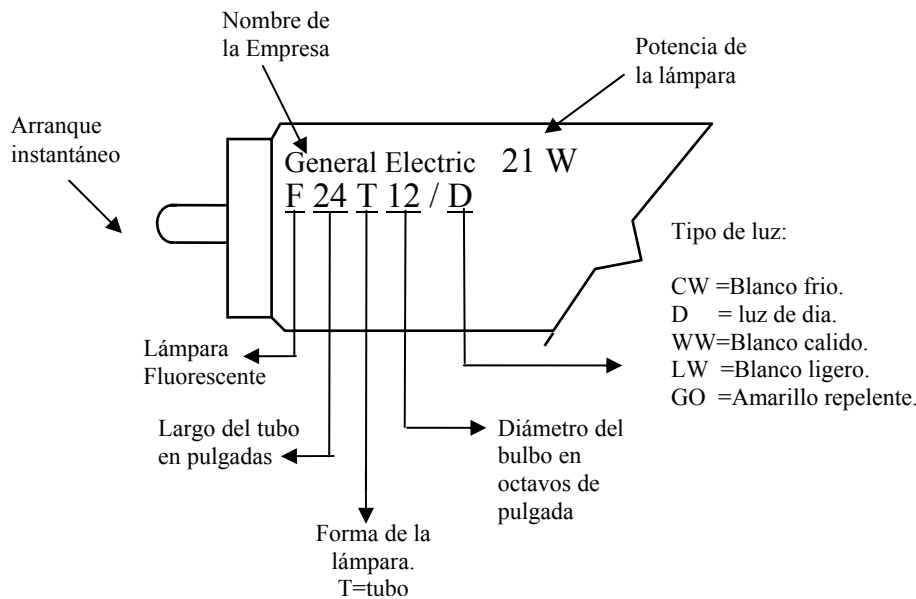 Nombre de
la Empresa
Potencia de
la lámpara
Arranque
instantáneo
General Electric 21 W
F 24 T 12 / D
Tipo de luz:
CW =Blanco frio.
D = luz de dia.
WW=Blanco calido.
LW =Blanco ligero.
GO =Amarillo repelente.
Lámpara
Fluorescente
Largo del tubo
en pulgadas
Diámetro del
bulbo en
octavos de
pulgada
Forma de la
lámpara.
T=tubo